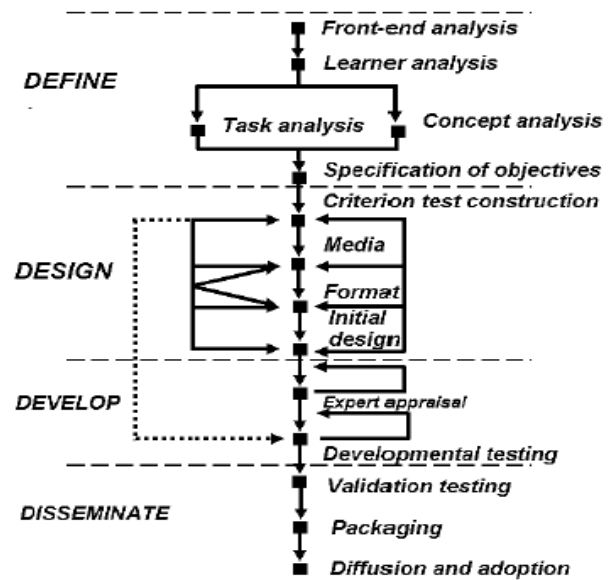 Front-end analysis
Learner analysis
DEFINE
Task analysis
Concept analysis
Specification of objectives
Criterion test construction
Media
DESIGN
Format
Initial
design
DEVELOP
Expert appraisal
Developmental testing
Validation testing
DISSEMINATE
Packaging
Diffusion and adoption